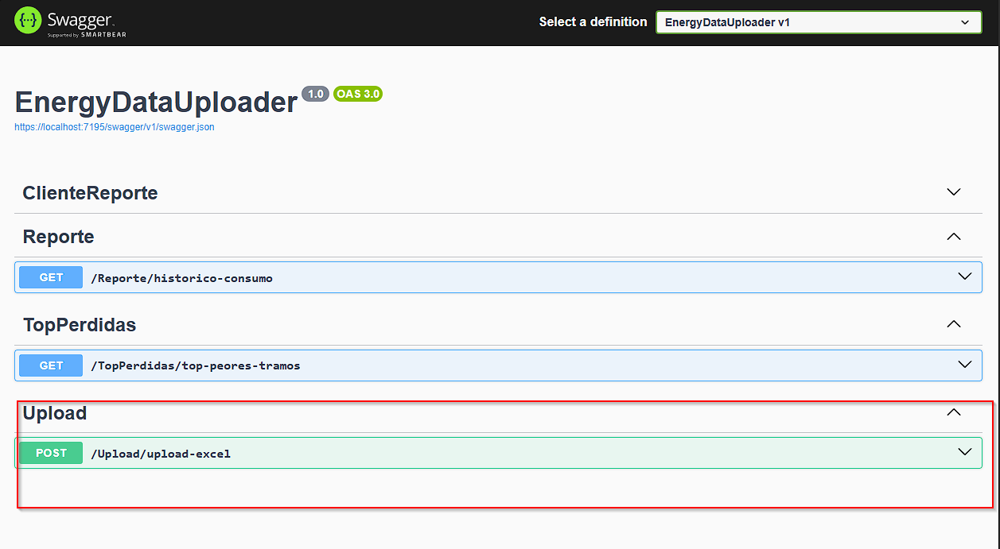 Swagger
Supported by SMARTBEAR
Select a definition
EnergyDataUploader v1
EnergyDataUploader 1.0 OAS 3.0
https://localhost:7195/swagger/v1/swagger.json
ClienteReporte
Reporte
GET /Reporte/historico-consumo
TopPerdidas
GET /TopPerdidas/top-peores-tramos
Upload
POST /Upload/upload-excel